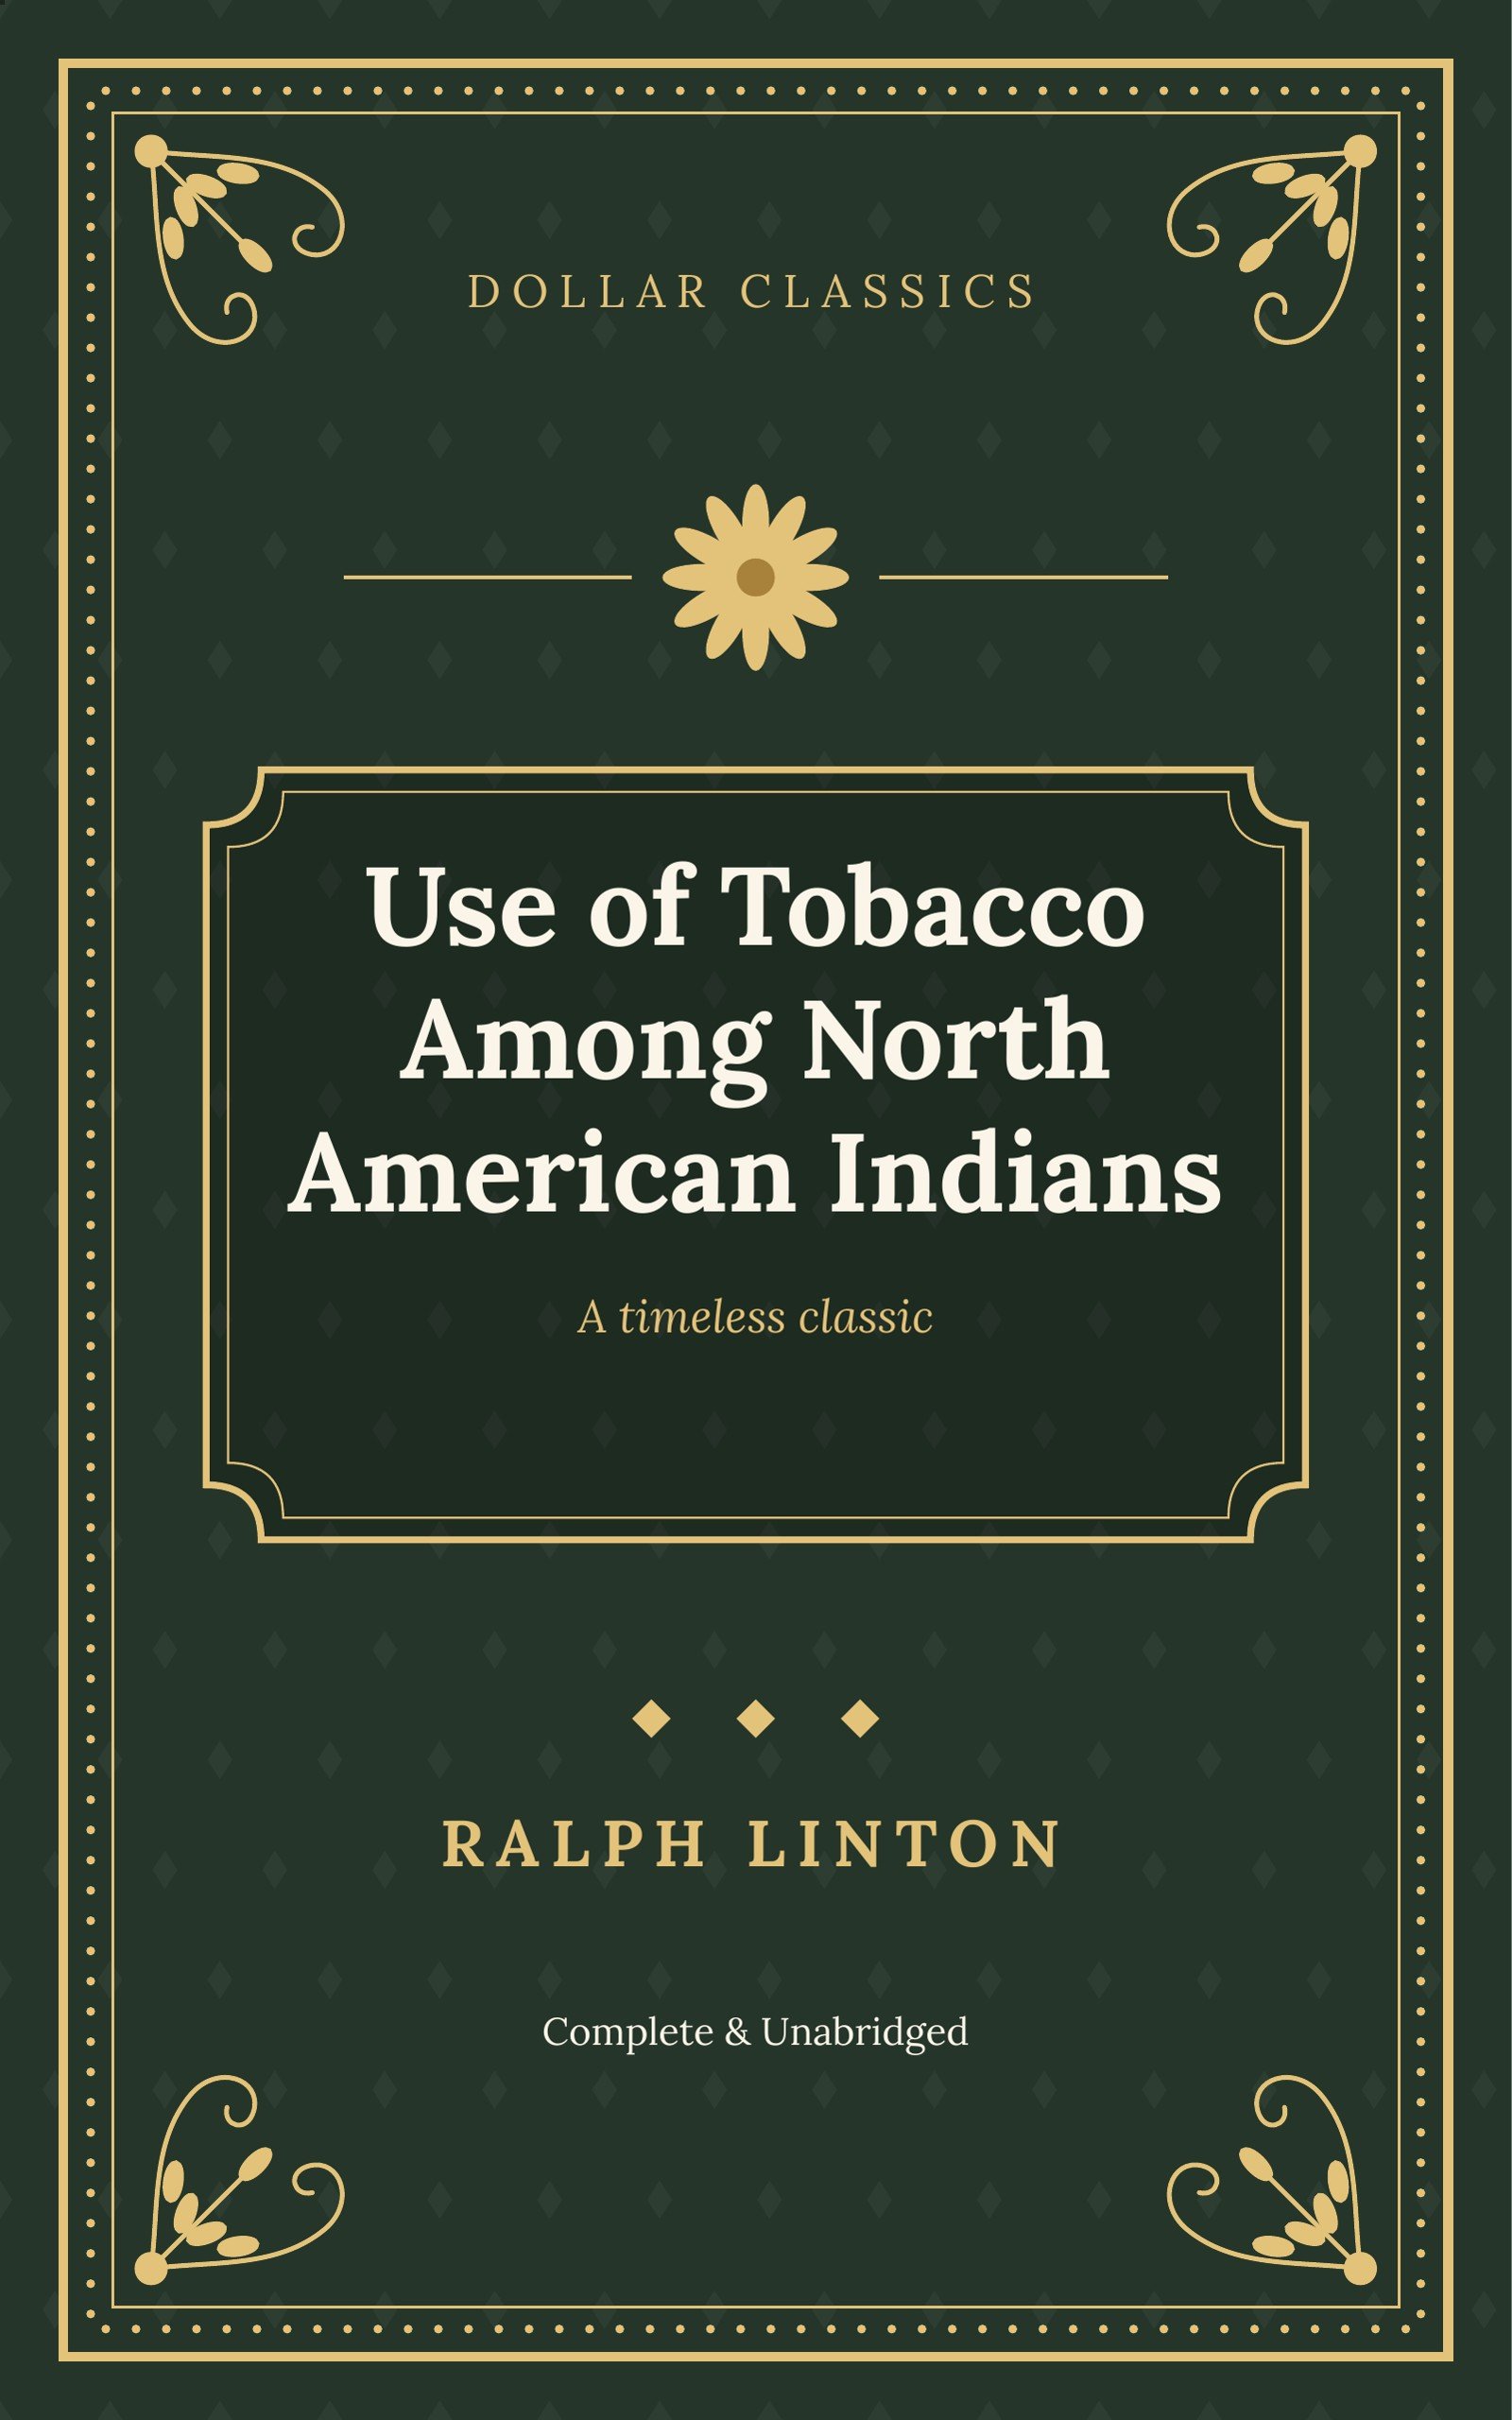 DOLLAR CLASSICS
Use of Tobacco
Among North
American Indians
A timeless classic
RALPH LINTON
Complete & Unabridged